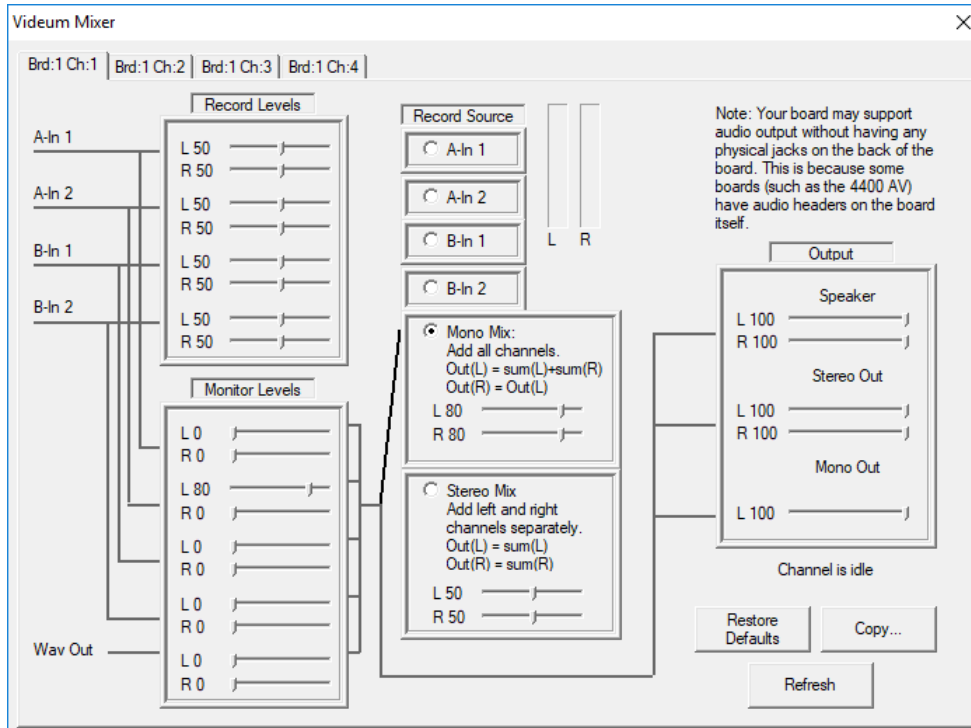 Videum Mixer
Brd:1 Ch:1
Brd:1 Ch:2
Brd:1 Ch:3
Brd:1 Ch:4
A-In 1
A-In 2
B-In 1
B-In 2
Wav Out
Record Levels
L 50
R 50
L 50
R 50
L 50
R 50
L 50
R 50
Monitor Levels
L 0
R 0
L 80
R 0
L 0
R 0
L 0
R 0
L 0
R 0
Record Source
A-In 1
A-In 2
B-In 1
B-In 2
Mono Mix:
Add all channels.
Out(L) = sum(L)+sum(R)
Out(R) = Out(L)
L 80
R 80
Stereo Mix
Add left and right
channels separately.
Out(L) = sum(L)
Out(R) = sum(R)
L 50
R 50
L
R
Note: Your board may support
audio output without having any
physical jacks on the back of the
board. This is because some
boards (such as the 4400 AV)
have audio headers on the board
itself.
Output
Speaker
L 100
R 100
Stereo Out
L 100
R 100
Mono Out
L 100
Channel is idle
Restore
Defaults
Copy...
Refresh